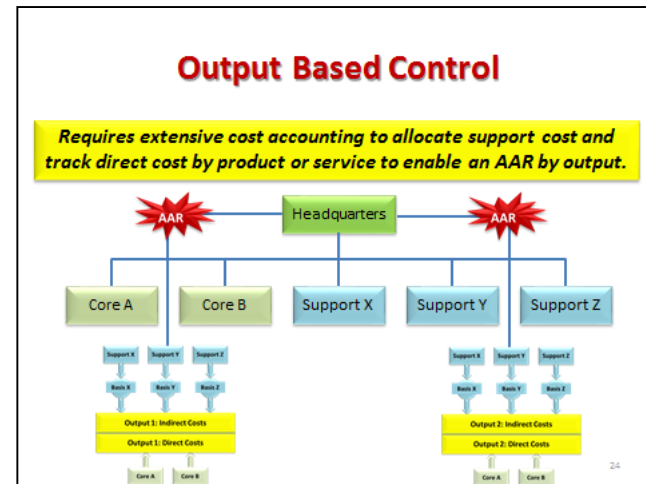 Output Based Control
Requires extensive cost accounting to allocate support cost and
track direct cost by product or service to enable an AAR by output.
AAR
Headquarters
AAR
Core A
Core B
Support X
Support Y
Support Z
Support X
Support Y
Support Z
Basis X
Basis Y
Basis Z
Output 1: Indirect Costs
Output 1: Direct Costs
Core A
Core B
Support X
Support Y
Support Z
Basis X
Basis Y
Basis Z
Output 2: Indirect Costs
Output 2: Direct Costs
Core A
Core B
24